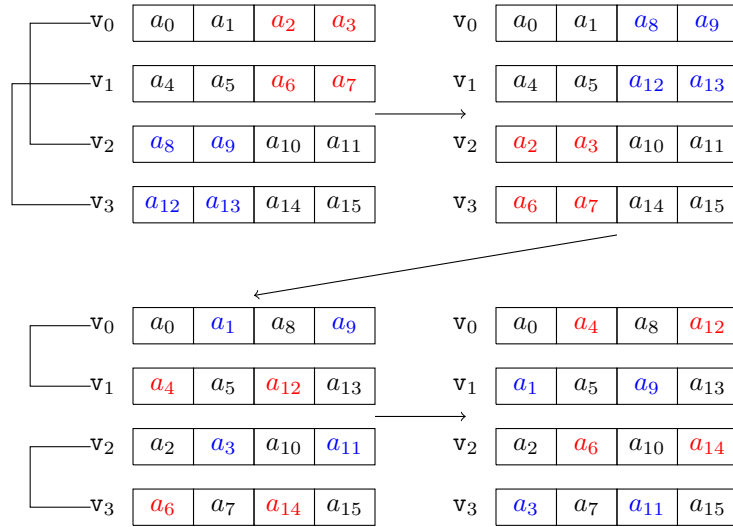 v₀ a₀ a₁ a₂ a₃ v₀ a₀ a₁ a₈ a₉
v₁ a₄ a₅ a₆ a₇ v₁ a₄ a₅ a₁₂ a₁₃
v₂ a₈ a₉ a₁₀ a₁₁ v₂ a₂ a₃ a₁₀ a₁₁
v₃ a₁₂ a₁₃ a₁₄ a₁₅ v₃ a₆ a₇ a₁₄ a₁₅
v₀ a₀ a₁ a₈ a₉ v₀ a₀ a₄ a₈ a₁₂
v₁ a₄ a₅ a₁₂ a₁₃ v₁ a₁ a₅ a₉ a₁₃
v₂ a₂ a₃ a₁₀ a₁₁ v₂ a₂ a₆ a₁₀ a₁₄
v₃ a₆ a₇ a₁₄ a₁₅ v₃ a₃ a₇ a₁₁ a₁₅